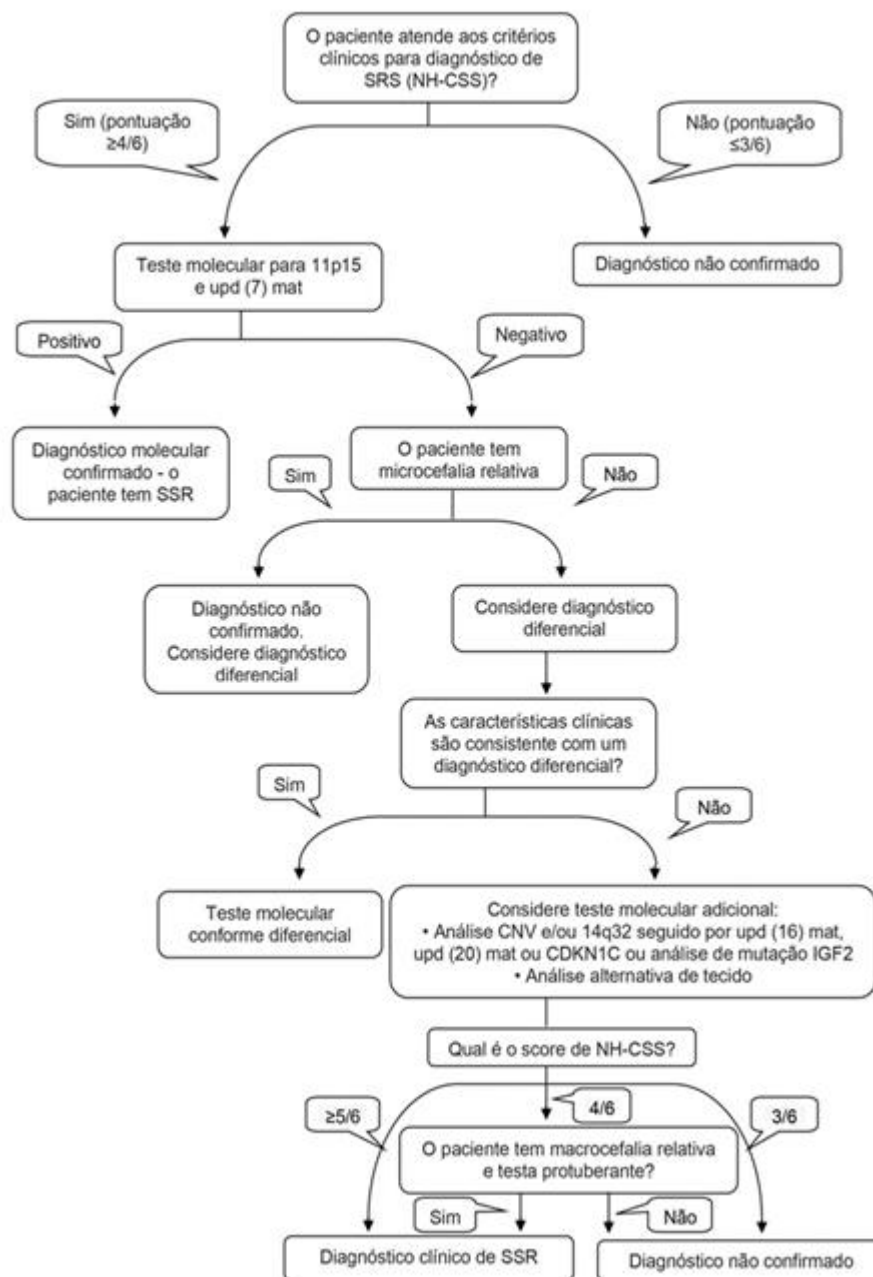 O paciente atende aos critérios
clínicos para diagnóstico de
SRS (NH-CSS)?
Sim (pontuação
≥4/6)
Não (pontuação
≤3/6)
Teste molecular para 11p15
e upd (7) mat
Diagnóstico não confirmado
Positivo
Negativo
Diagnóstico molecular
confirmado - o
paciente tem SSR
O paciente tem
microcefalia relativa
Sim
Não
Diagnóstico não
confirmado.
Considere diagnóstico
diferencial
Considere diagnóstico
diferencial
As características clínicas
são consistente com um
diagnóstico diferencial?
Sim
Não
Teste molecular
conforme diferencial
Considere teste molecular adicional:
• Análise CNV e/ou 14q32 seguido por upd (16) mat,
upd (20) mat ou CDKN1C ou análise de mutação IGF2
• Análise alternativa de tecido
Qual é o score de NH-CSS?
≥5/6
4/6
3/6
O paciente tem macrocefalia relativa
e testa protuberante?
Sim
Não
Diagnóstico clínico de SSR
Diagnóstico não confirmado